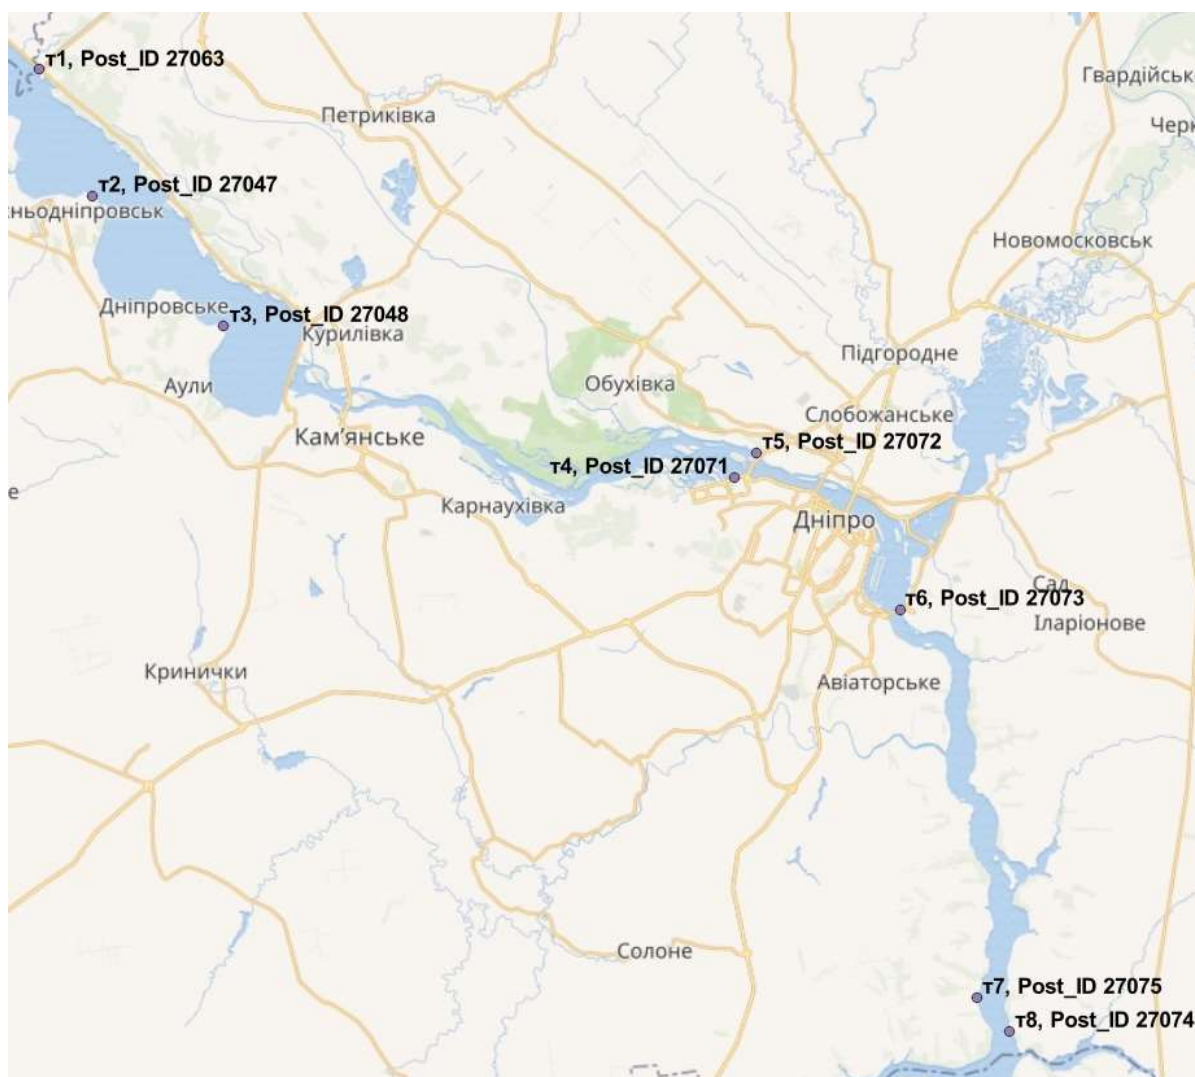 т1, Post_ID 27063
Гвардійськ
Петриківка
Черк
т2, Post_ID 27047
ньодніпровськ
Новомосковськ
Дніпровське
т3, Post_ID 27048
Курилівка
Підгородне
Аули
Обухівка
Слобожанське
Кам'янське
т5, Post_ID 27072
т4, Post_ID 27071
е
Карнаухівка
Дніпро
Сад
т6, Post_ID 27073
Іларіонове
Кринички
Авіаторське
Солоне
т7, Post_ID 27075
т8, Post_ID 27074